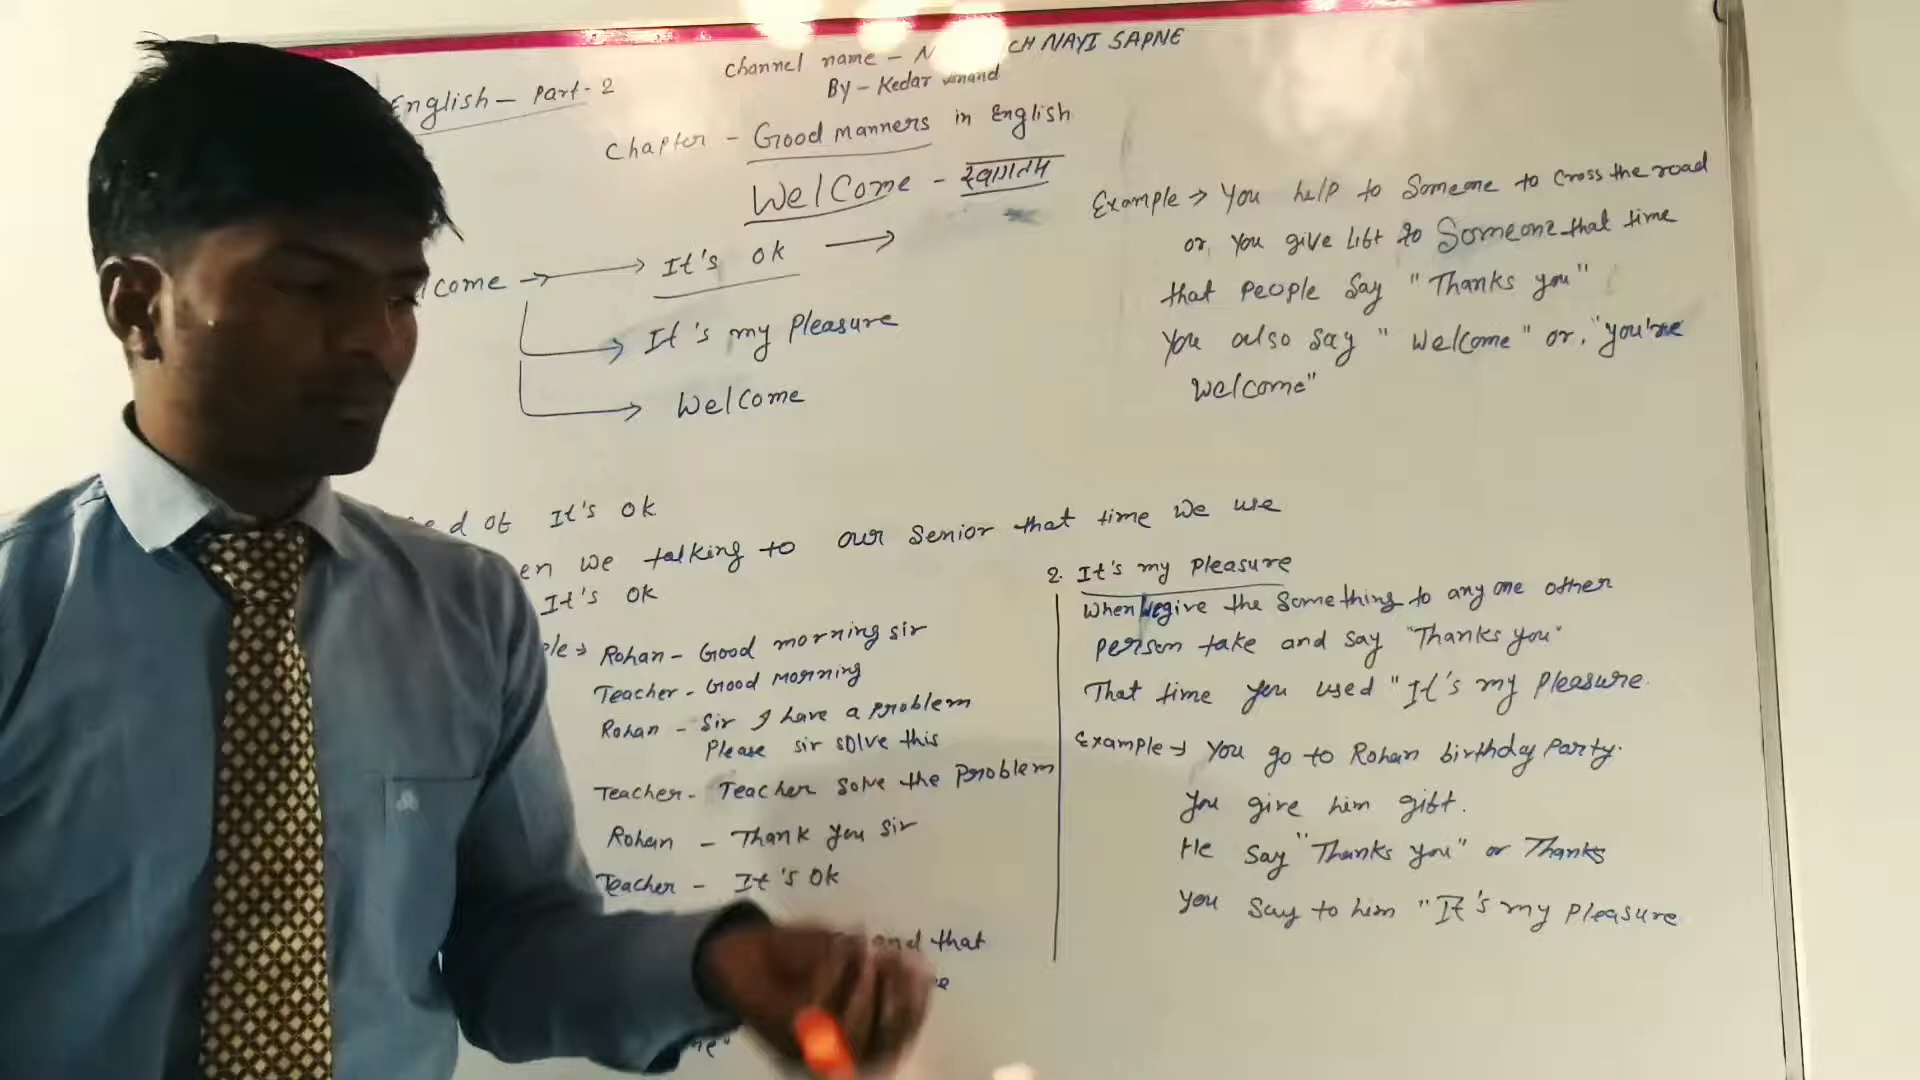 English - Part-2
Channel name - N CH NAYI SAPNE
By - Kedar
Chapter - Good manners in English
Welcome - स्वागतम
come → It's ok →
It's my Pleasure
Welcome
Example → You help to Someone to cross the road
or, you give Lift to Someone that time
that People Say "Thanks you"
You also Say "Welcome" or, "you're
Welcome"
ed of It's ok
en we talking to our Senior that time we use
It's ok
ple → Rohan - Good morning sir
Teacher - Good morning
Rohan - Sir I have a Problem
Please sir solve this
Teacher - Teacher Solve the Problem
Rohan - Thank you Sir
Teacher - It's ok
and that
me"
2. It's my Pleasure
When we give the Something to any one other
person take and say "Thanks you"
That time you used "It's my Pleasure.
Example → You go to Rohan birthday Party.
You give him gift.
He Say "Thanks you" or Thanks
You Say to him "It's my Pleasure